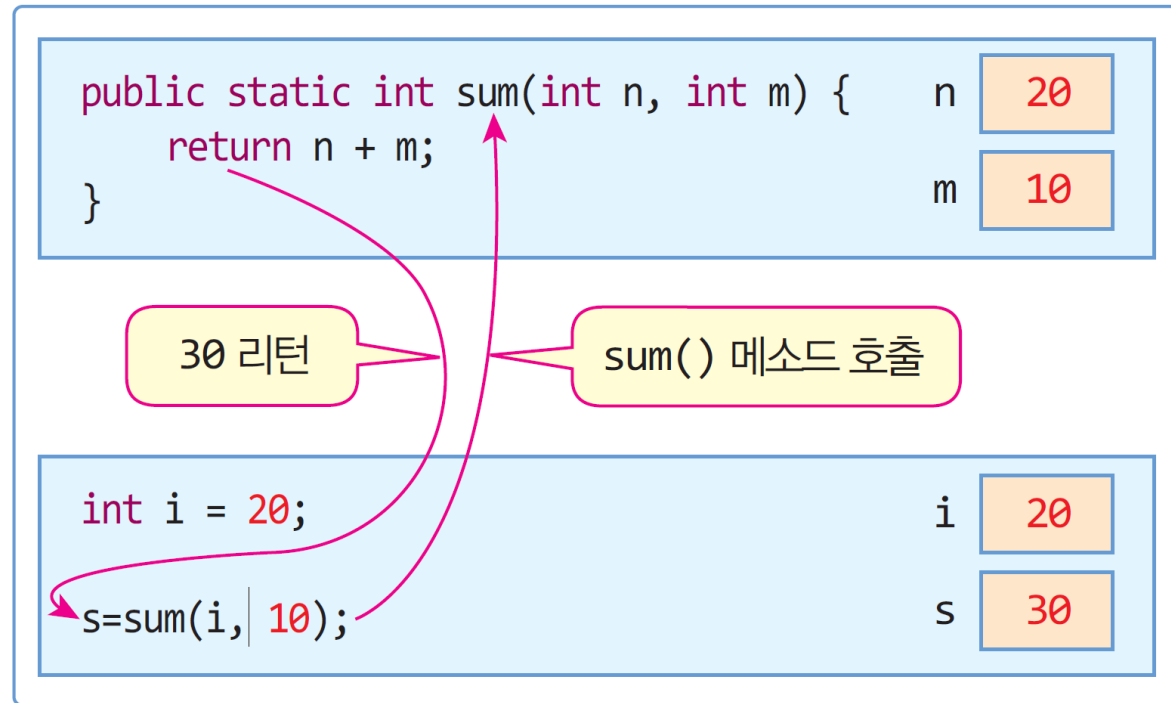 public static int sum(int n, int m) { n 20
return n + m;
m 10
}
30 리턴
sum() 메소드 호출
int i = 20; i 20
s=sum(i, 10); s 30